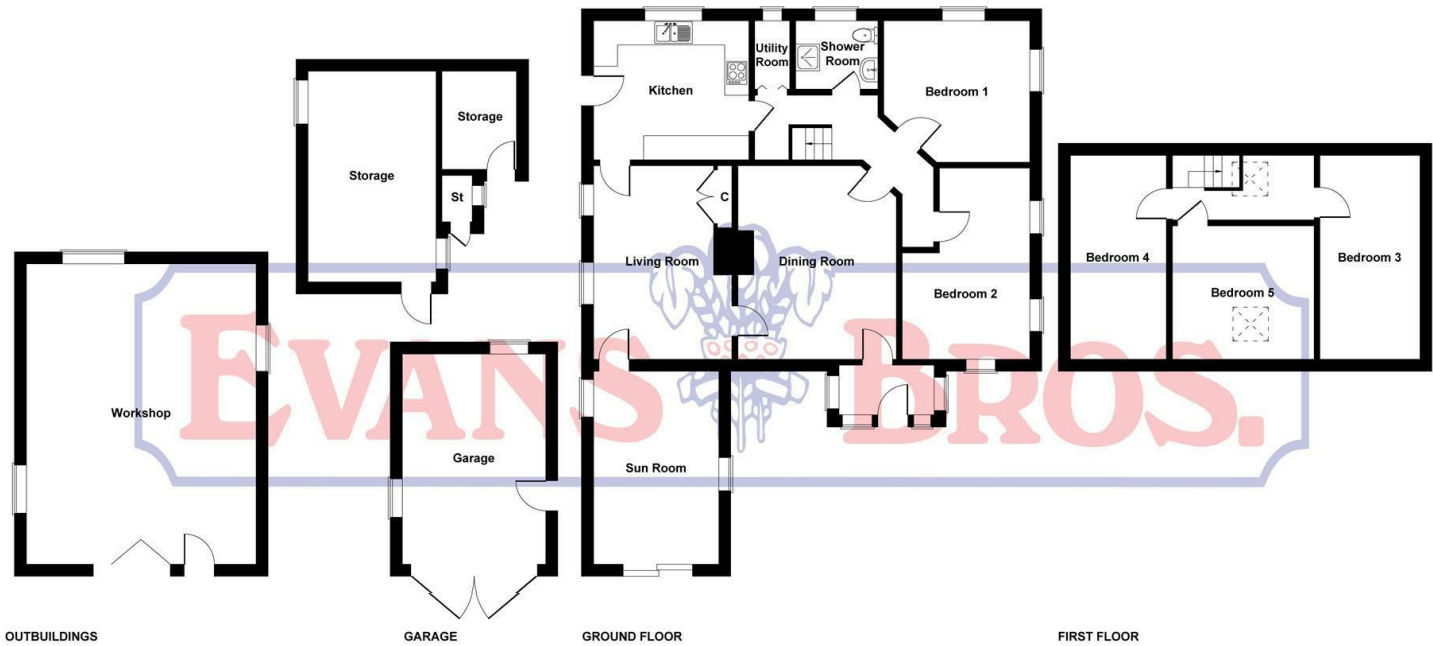 Kitchen
Utility
Room
Shower
Room
Bedroom 1
Storage
Storage
St
C
Living Room
Dining Room
Bedroom 2
Bedroom 4
Bedroom 5
Bedroom 3
Workshop
Garage
Sun Room
EVANS BROS.
OUTBUILDINGS
GARAGE
GROUND FLOOR
FIRST FLOOR